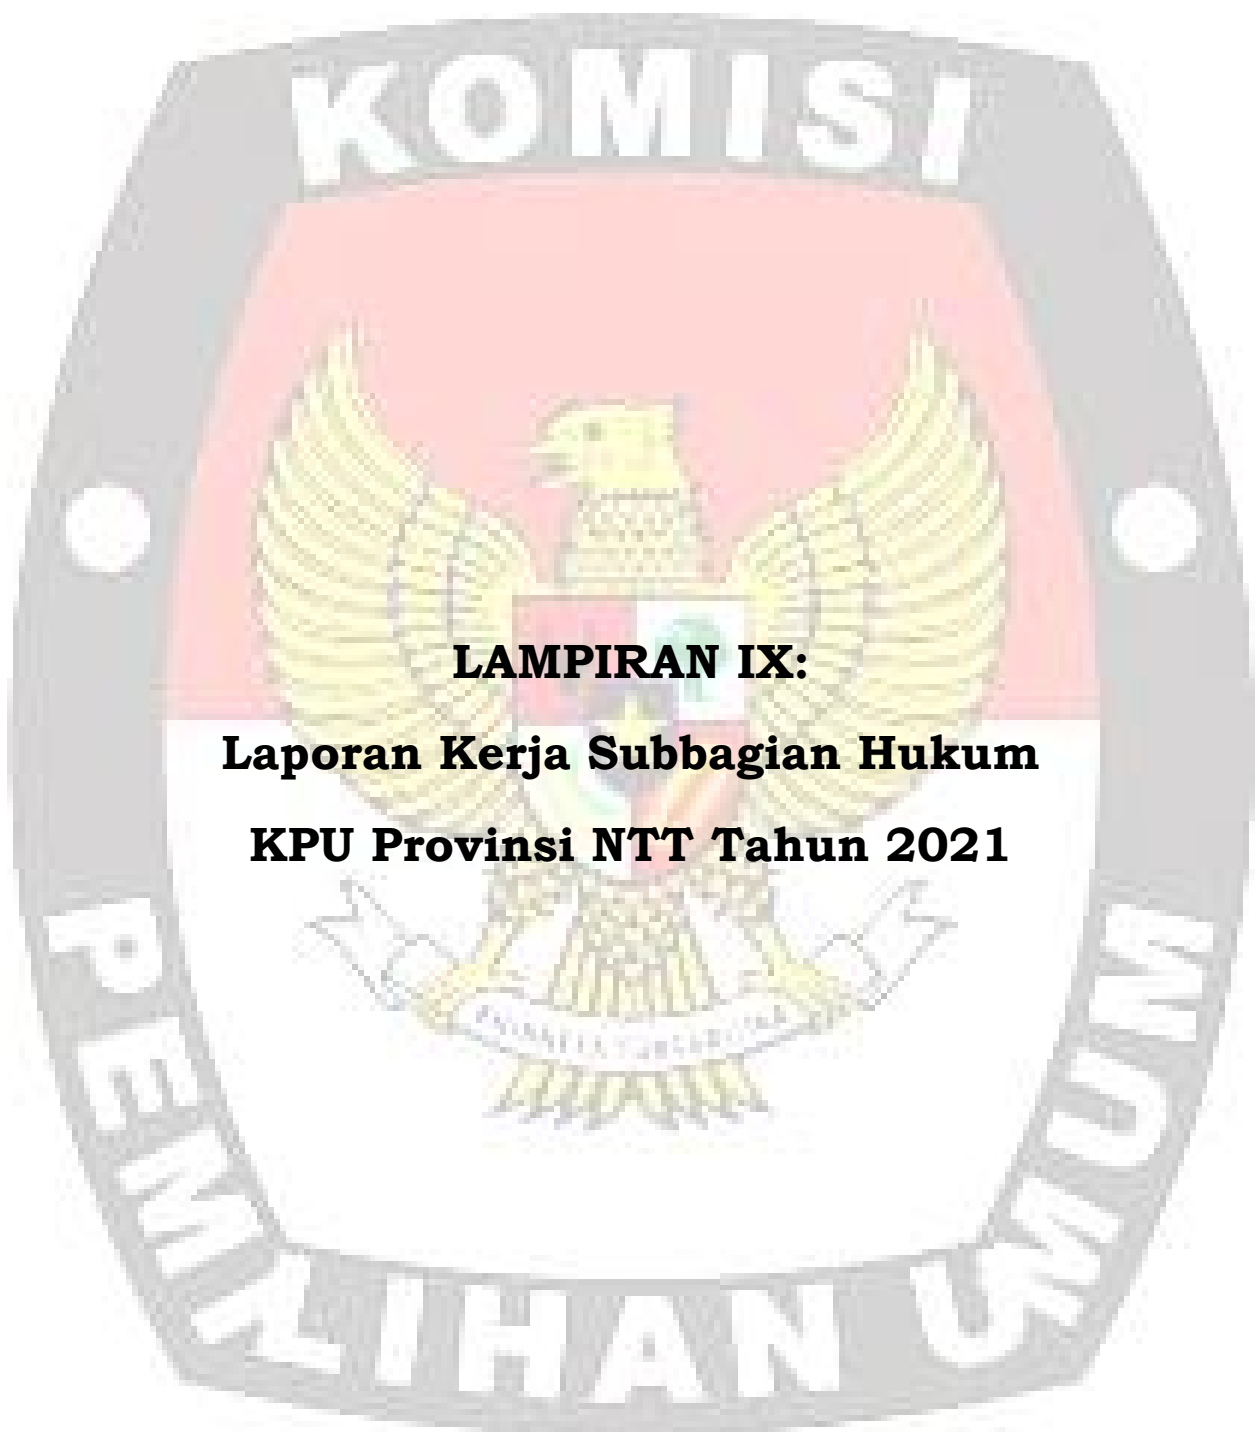 KOMISI
LAMPIRAN IX:
Laporan Kerja Subbagian Hukum
KPU Provinsi NTT Tahun 2021
PEMILIHAN UMUM